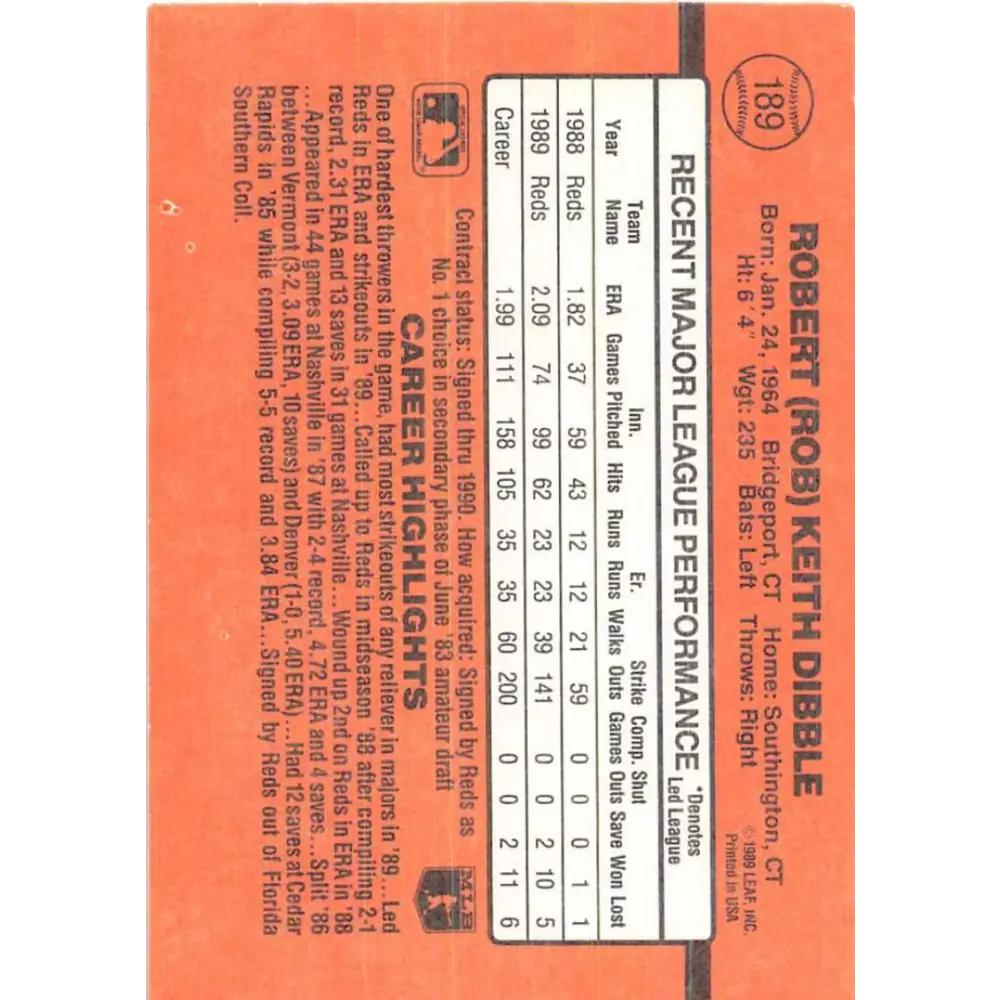 189
ROBERT (ROB) KEITH DIBBLE
Born: Jan. 24, 1964 Bridgeport, CT Home: Southington, CT
Ht: 6'4" Wgt: 235 Bats: Left Throws: Right
©1989 LEAF, INC.
Printed in USA
RECENT MAJOR LEAGUE PERFORMANCE *Denotes
Led League
Team Inn. Er. Strike Comp. Shut
Year Name ERA Games Pitched Hits Runs Runs Walks Outs Games Outs Save Won Lost
1988 Reds 1.82 37 59 43 12 12 21 59 0 0 0 1 1
1989 Reds 2.09 74 99 62 23 23 39 141 0 0 2 10 5
Career 1.99 111 158 105 35 35 60 200 0 0 2 11 6
Contract status: Signed thru 1990. How acquired: Signed by Reds as
No. 1 choice in secondary phase of June '83 amateur draft
MLB
CAREER HIGHLIGHTS
One of hardest throwers in the game, had most strikeouts of any reliever in majors in '89... Led
Reds in ERA and strikeouts in '89... Called up to Reds in midseason '88 after compiling 2-1
record, 2.31 ERA and 13 saves in 31 games at Nashville... Wound up 2nd on Reds in ERA in '88
...Appeared in 44 games at Nashville in '87 with 2-4 record, 4.72 ERA and 4 saves... Split '86
between Vermont (3-2, 3.09 ERA, 10 saves) and Denver (1-0, 5.40 ERA)... Had 12 saves at Cedar
Rapids in '85 while compiling 5-5 record and 3.84 ERA... Signed by Reds out of Florida
Southern Coll.